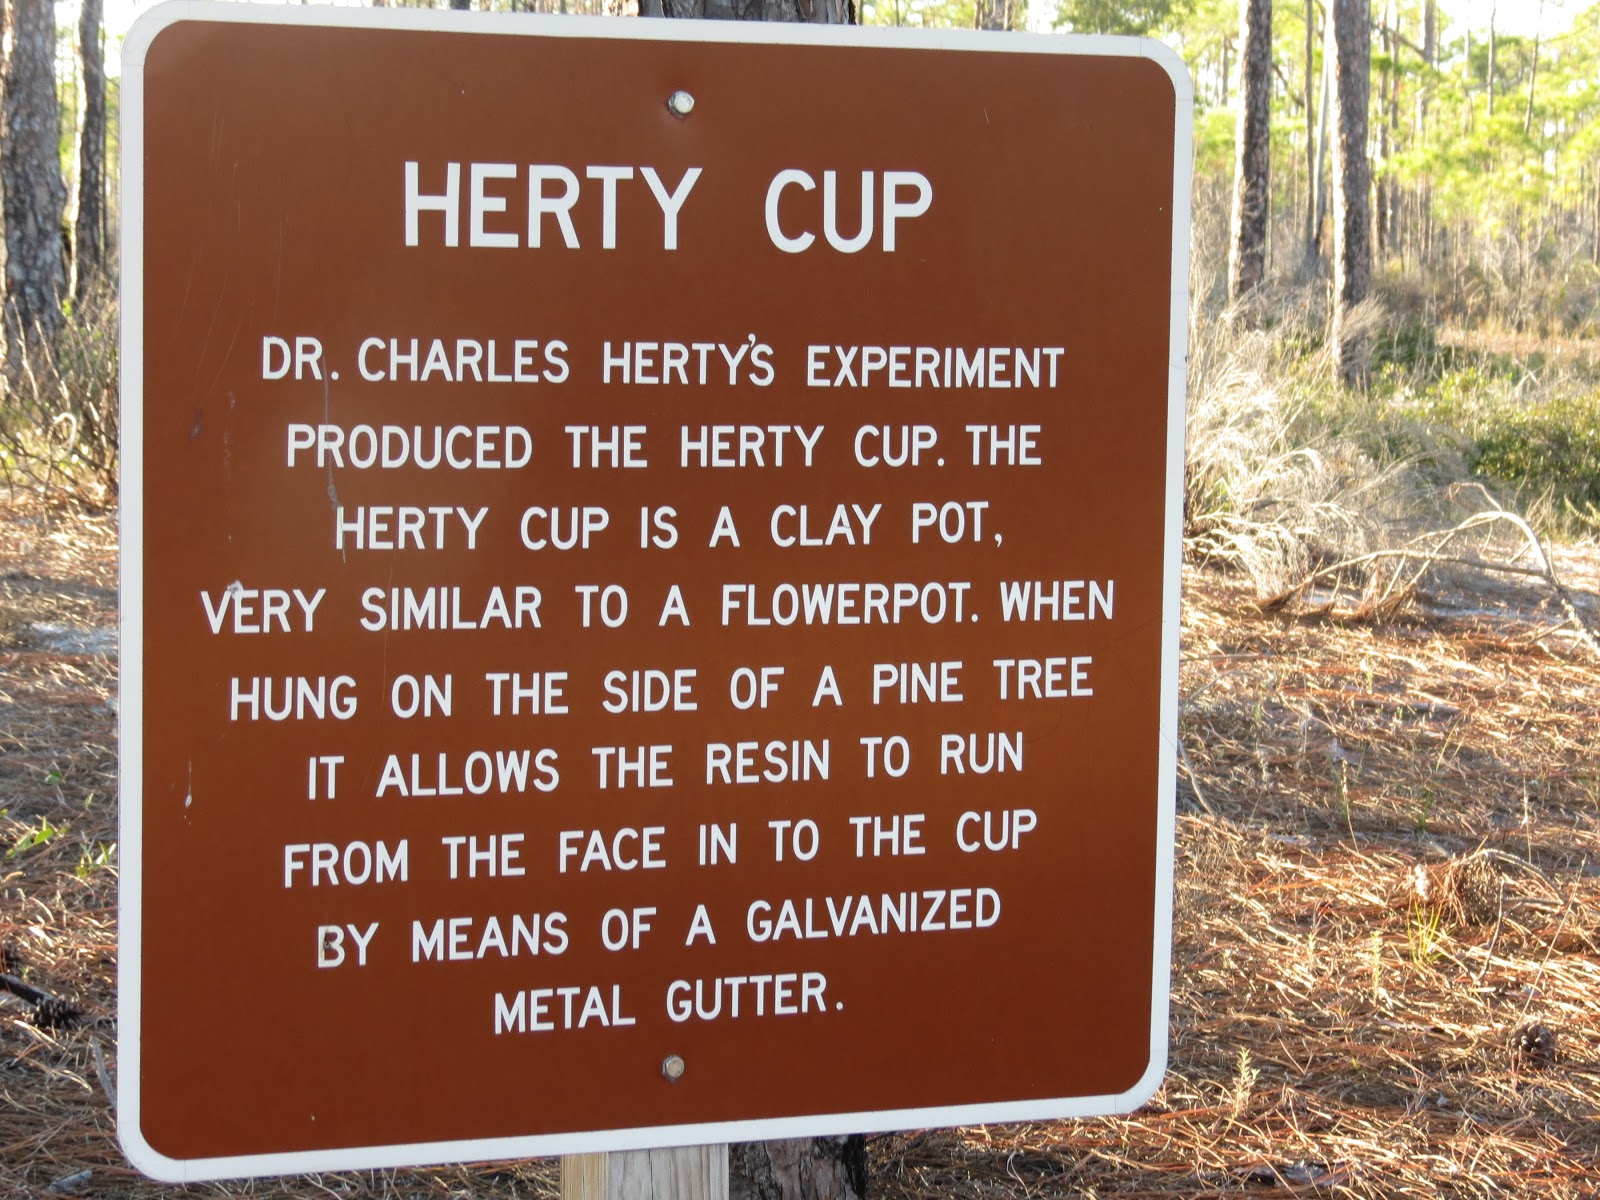 HERTY CUP
DR. CHARLES HERTY'S EXPERIMENT
PRODUCED THE HERTY CUP. THE
HERTY CUP IS A CLAY POT,
VERY SIMILAR TO A FLOWERPOT. WHEN
HUNG ON THE SIDE OF A PINE TREE
IT ALLOWS THE RESIN TO RUN
FROM THE FACE IN TO THE CUP
BY MEANS OF A GALVANIZED
METAL GUTTER.